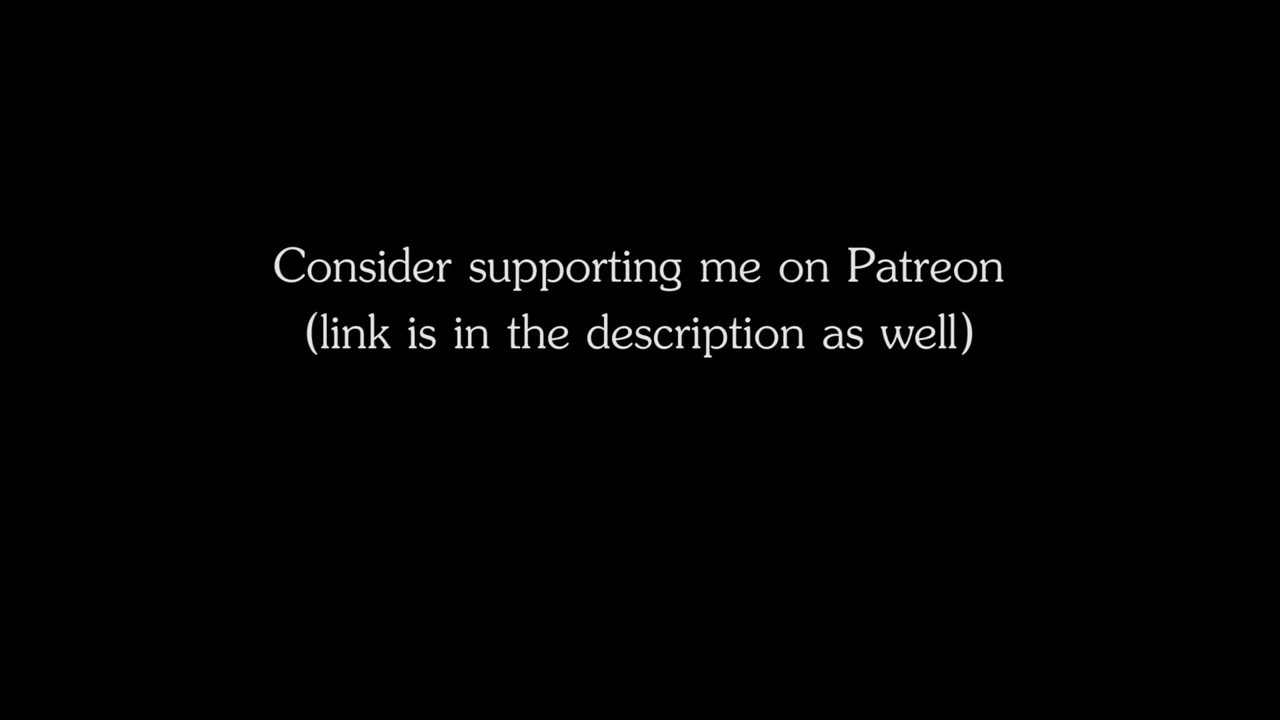 Consider supporting me on Patreon
(link is in the description as well)